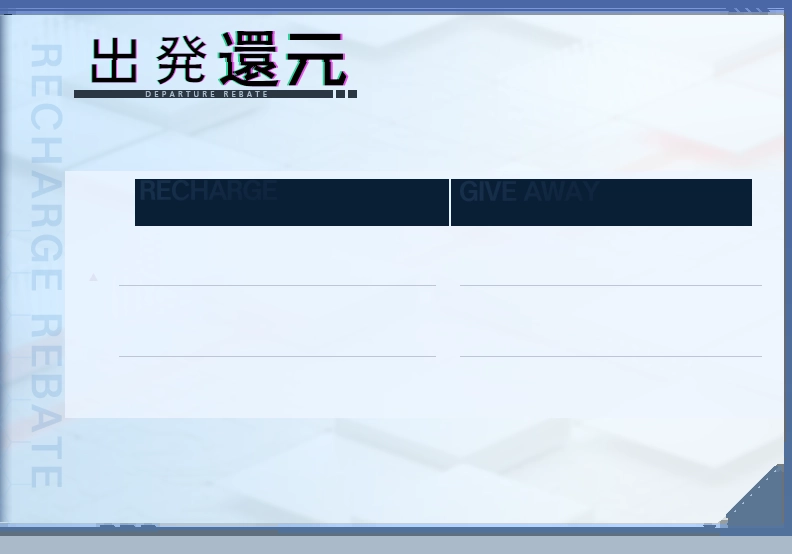 出発還元
DEPARTURE REBATE
RECHARGE REBATE
RECHARGE
GIVE AWAY